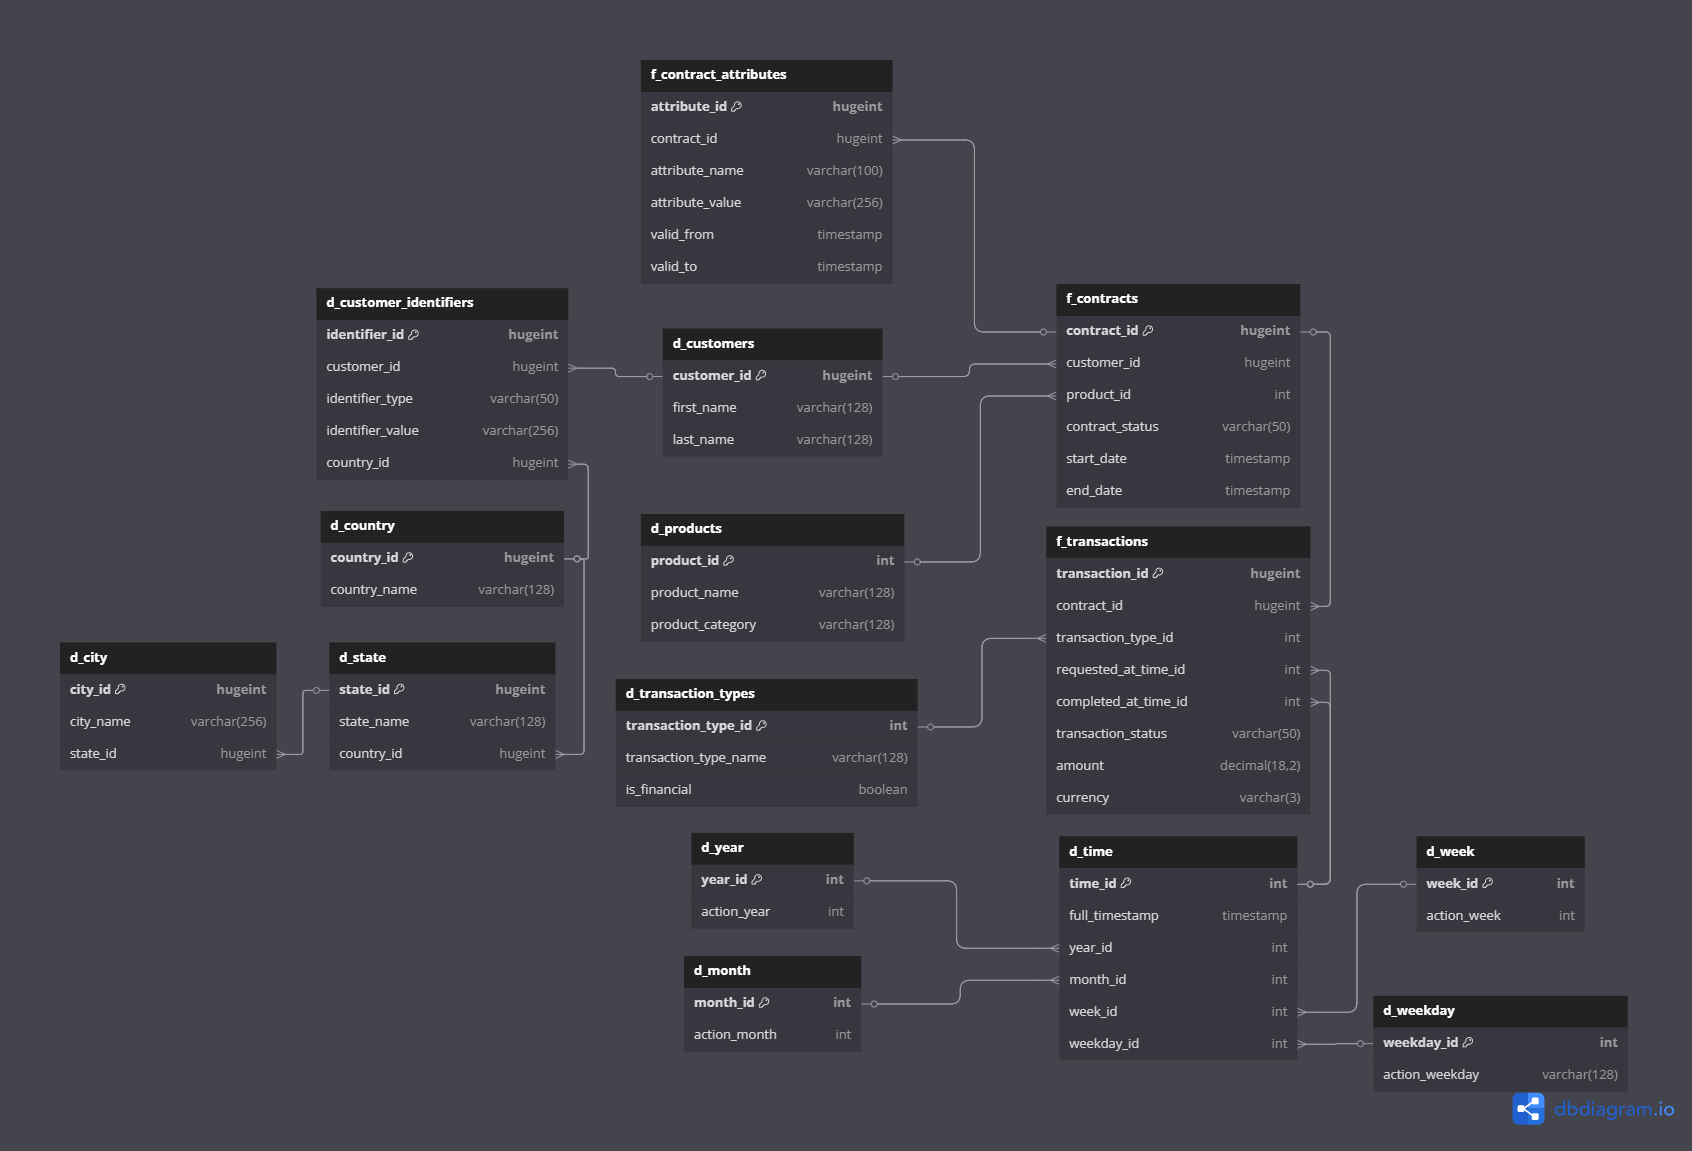 f_contract_attributes
attribute_id hugeint
contract_id hugeint
attribute_name varchar(100)
attribute_value varchar(256)
valid_from timestamp
valid_to timestamp
d_customer_identifiers
identifier_id hugeint
customer_id hugeint
identifier_type varchar(50)
identifier_value varchar(256)
country_id hugeint
d_customers
customer_id hugeint
first_name varchar(128)
last_name varchar(128)
f_contracts
contract_id hugeint
customer_id hugeint
product_id int
contract_status varchar(50)
start_date timestamp
end_date timestamp
d_country
country_id hugeint
country_name varchar(128)
d_products
product_id int
product_name varchar(128)
product_category varchar(128)
f_transactions
transaction_id hugeint
contract_id hugeint
transaction_type_id int
requested_at_time_id int
completed_at_time_id int
transaction_status varchar(50)
amount decimal(18,2)
currency varchar(3)
d_city
city_id hugeint
city_name varchar(256)
state_id hugeint
d_state
state_id hugeint
state_name varchar(128)
country_id hugeint
d_transaction_types
transaction_type_id int
transaction_type_name varchar(128)
is_financial boolean
d_year
year_id int
action_year int
d_time
time_id int
full_timestamp timestamp
year_id int
month_id int
week_id int
weekday_id int
d_week
week_id int
action_week int
d_month
month_id int
action_month int
d_weekday
weekday_id int
action_weekday varchar(128)
dbdiagram.io